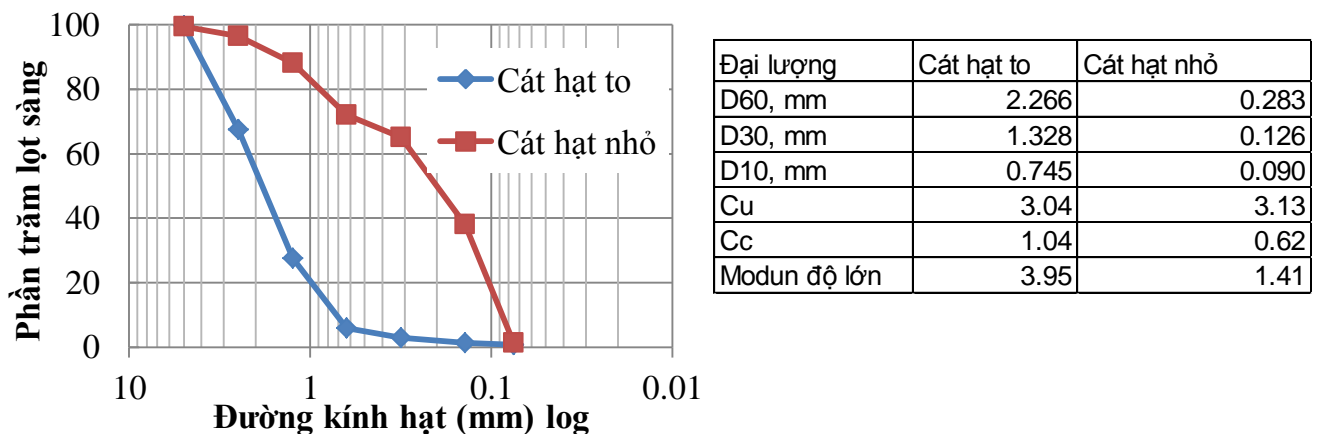 Phần trăm lọt sàng
100
80
60
40
20
0
10
1
0.1
0.01
Đường kính hạt (mm) log
Cát hạt to
Cát hạt nhỏ
Đại lượng Cát hạt to Cát hạt nhỏ
D60, mm 2.266 0.283
D30, mm 1.328 0.126
D10, mm 0.745 0.090
Cu 3.04 3.13
Cc 1.04 0.62
Modun độ lớn 3.95 1.41